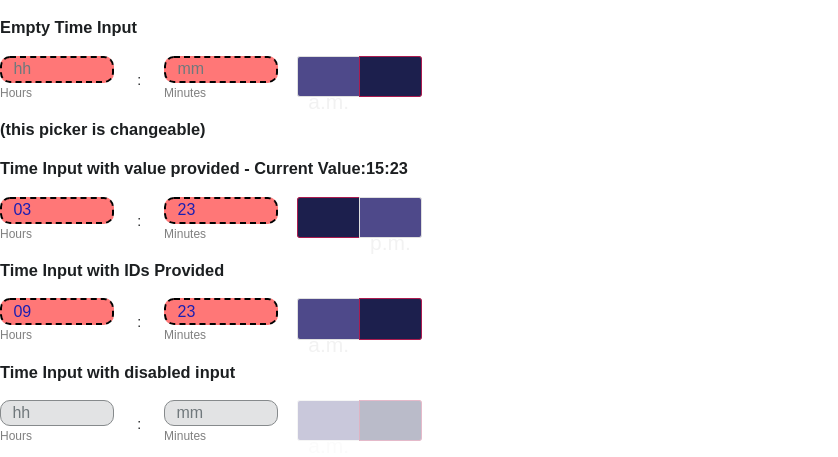 Empty Time Input
hh : mm
Hours Minutes a.m.
(this picker is changeable)
Time Input with value provided - Current Value:15:23
03 : 23
Hours Minutes p.m.
Time Input with IDs Provided
09 : 23
Hours Minutes a.m.
Time Input with disabled input
hh : mm
Hours Minutes a.m.